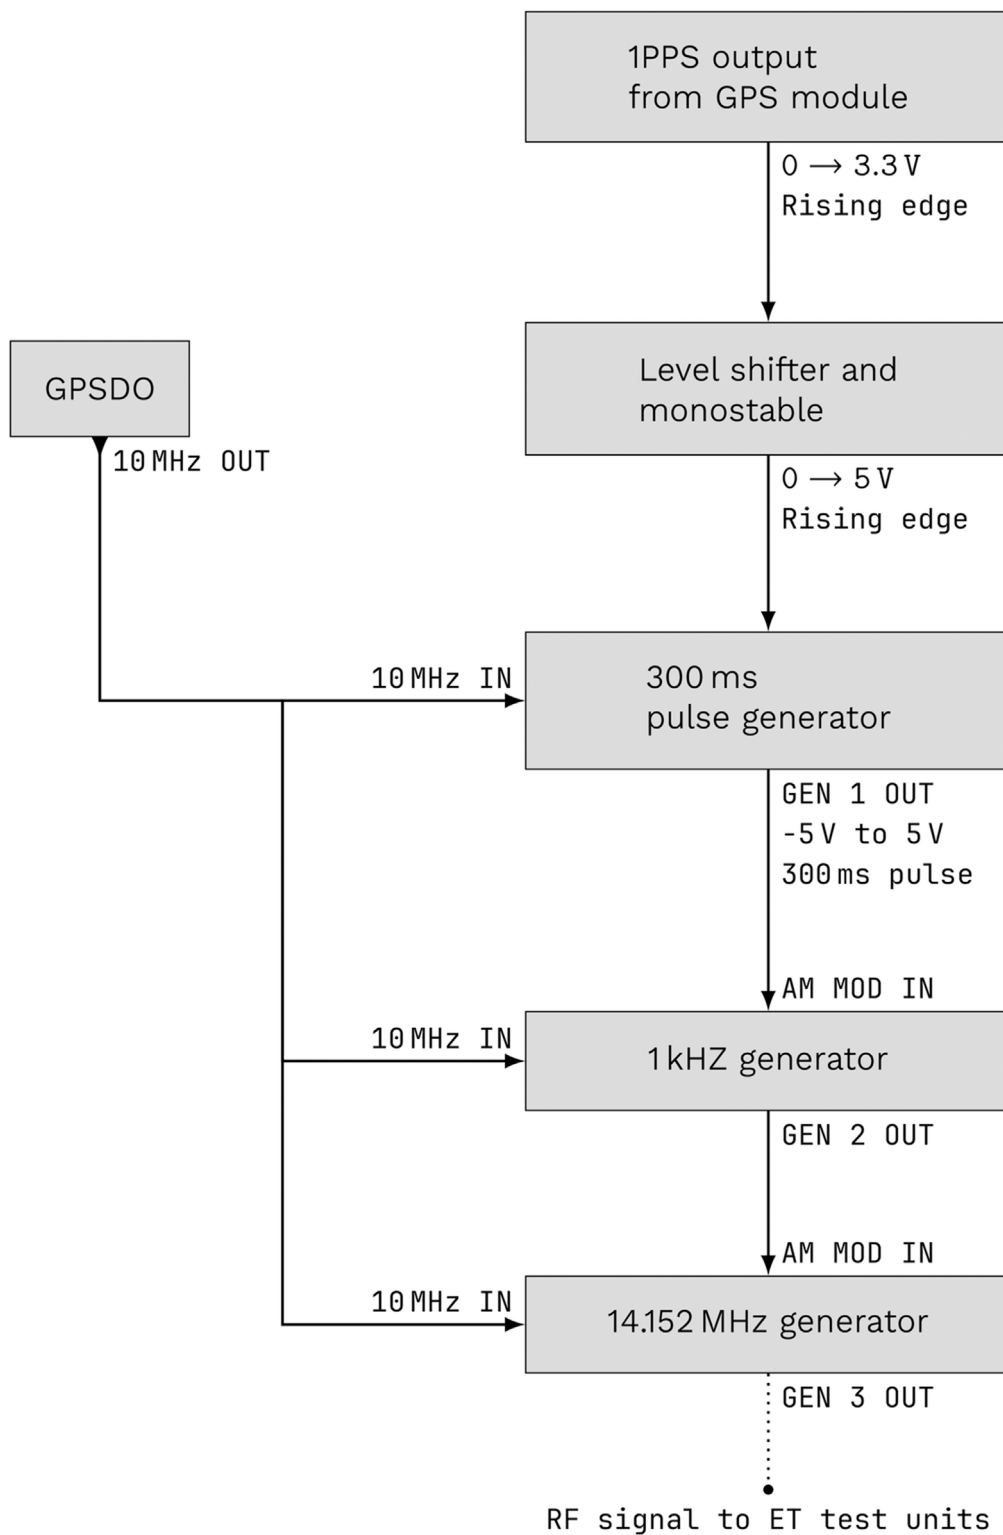 1PPS output
from GPS module
0 → 3.3 V
Rising edge
Level shifter and
monostable
GPSDO
10 MHz OUT
0 → 5 V
Rising edge
10 MHz IN
300 ms
pulse generator
GEN 1 OUT
-5 V to 5 V
300 ms pulse
AM MOD IN
10 MHz IN
1 kHZ generator
GEN 2 OUT
AM MOD IN
10 MHz IN
14.152 MHz generator
GEN 3 OUT
RF signal to ET test units